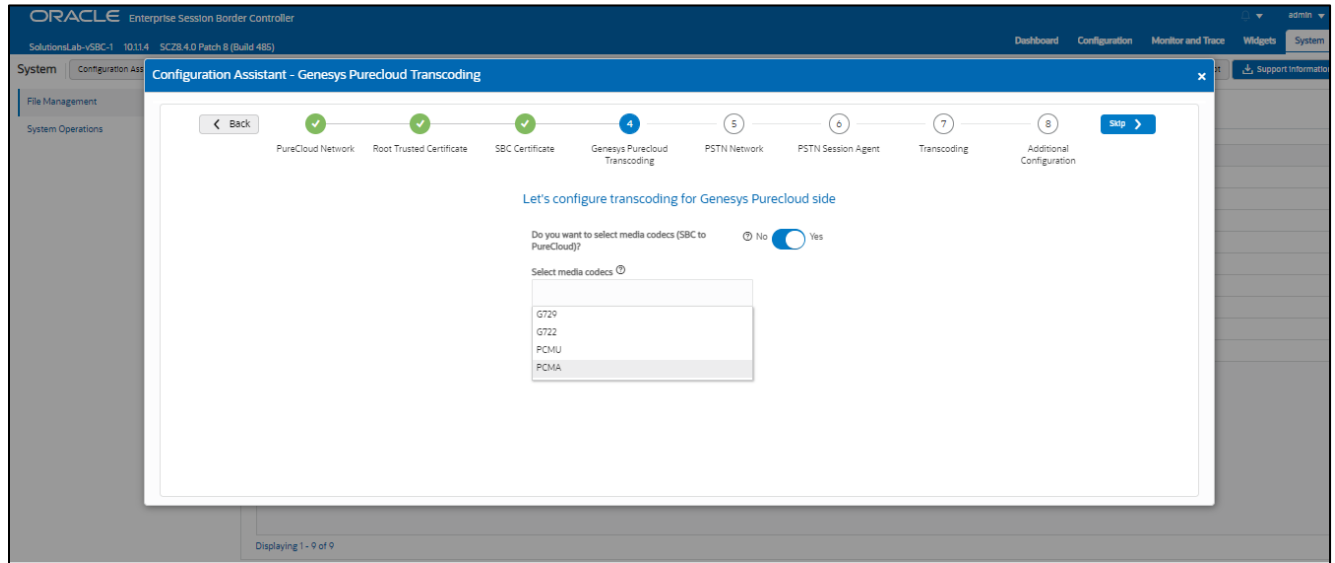 ORACLE Enterprise Session Border Controller
admin
SolutionsLab-vSBC-1 10.1.1.4 SCZ8.4.0 Patch 8 (Build 485)
Dashboard Configuration Monitor and Trace Widgets System
System Configuration Ass
Configuration Assistant - Genesys Purecloud Transcoding
x
Support Information
File Management
System Operations
Back
4 5 6 7 8
Skip
PureCloud Network Root Trusted Certificate SBC Certificate Genesys Purecloud Transcoding PSTN Network PSTN Session Agent Transcoding Additional Configuration
Let's configure transcoding for Genesys Purecloud side
Do you want to select media codecs (SBC to
PureCloud)?
? No Yes
Select media codecs ?
G729
G722
PCMU
PCMA
Displaying 1 - 9 of 9